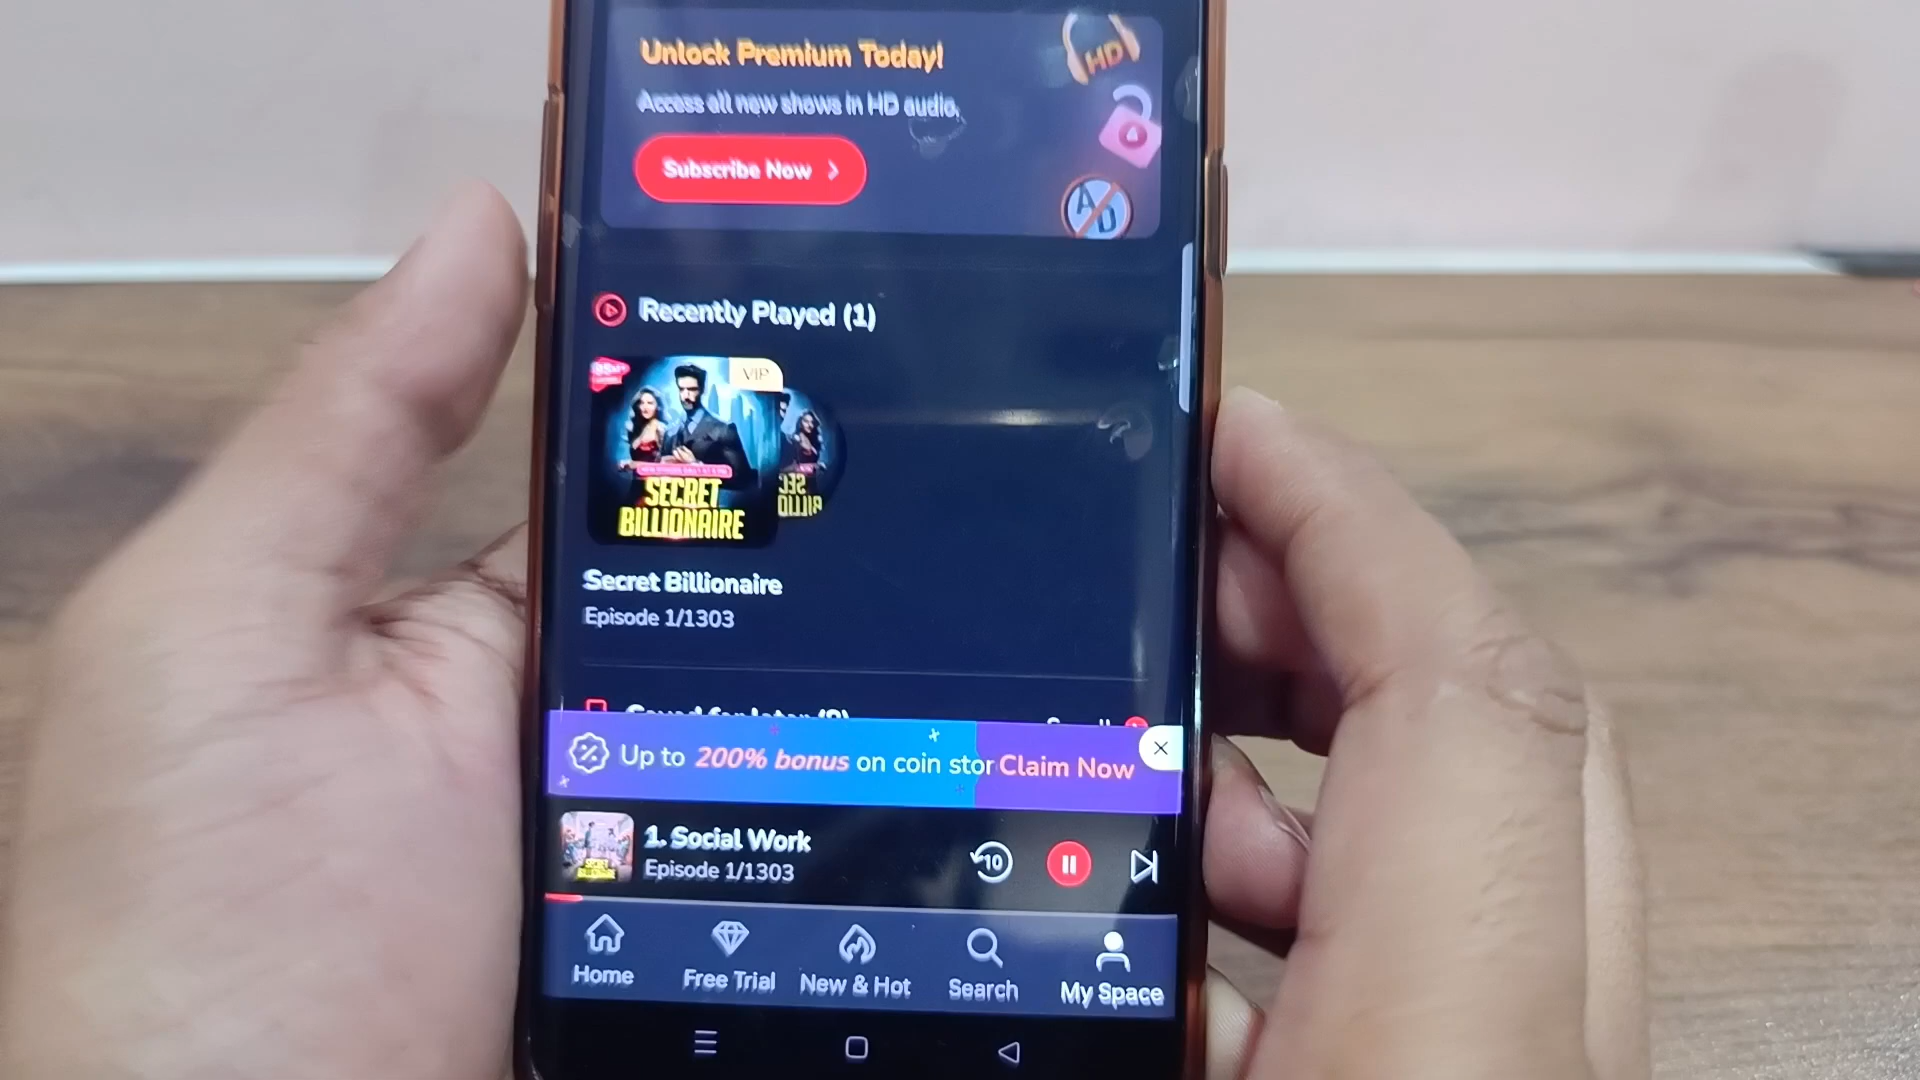 Unlock Premium Today!
HD
Access all new shows in HD audio.
Subscribe Now
AD
Recently Played (1)
VIP
SECRET
BILLIONAIRE
Secret Billionaire
Episode 1/1303
Up to 200% bonus on coin stor Claim Now
1. Social Work
Episode 1/1303
10
Home
Free Trial
New & Hot
Search
My Space